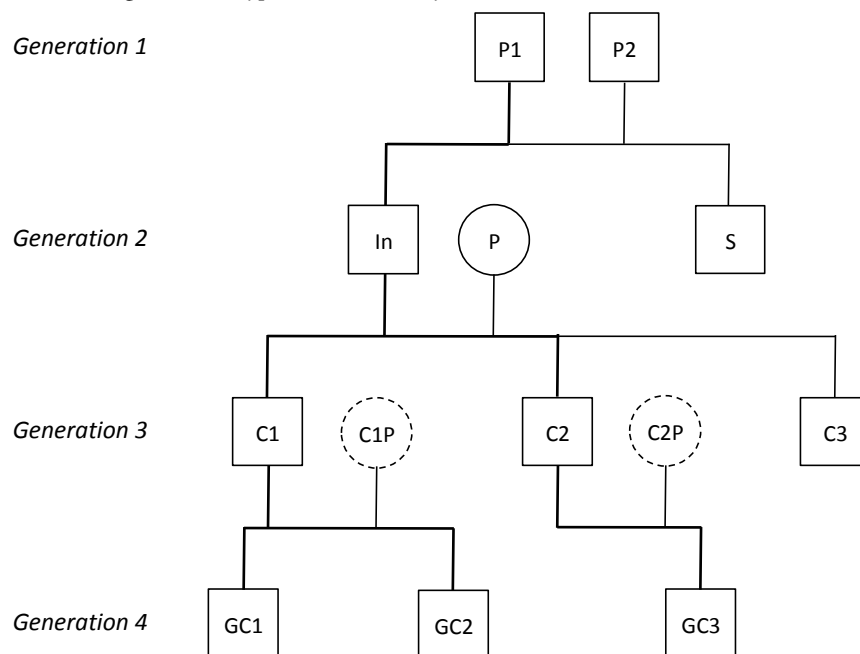 Generation 1 P1 P2
Generation 2 In P S
Generation 3 C1 C1P C2 C2P C3
Generation 4 GC1 GC2 GC3